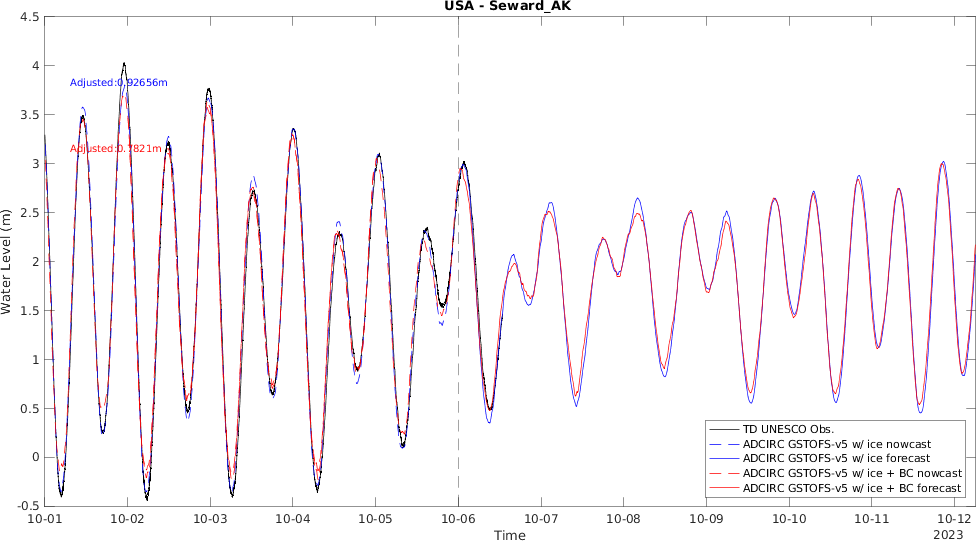 USA - Seward_AK
4.5
4
3.5
3
2.5
2
1.5
1
0.5
0
-0.5
Water Level (m)
Adjusted:0.92656m
Adjusted:0.7821m
TD UNESCO Obs.
ADCIRC GSTOFS-v5 w/ ice nowcast
ADCIRC GSTOFS-v5 w/ ice forecast
ADCIRC GSTOFS-v5 w/ ice + BC nowcast
ADCIRC GSTOFS-v5 w/ ice + BC forecast
10-01 10-02 10-03 10-04 10-05 10-06 10-07 10-08 10-09 10-10 10-11 10-12
Time
2023